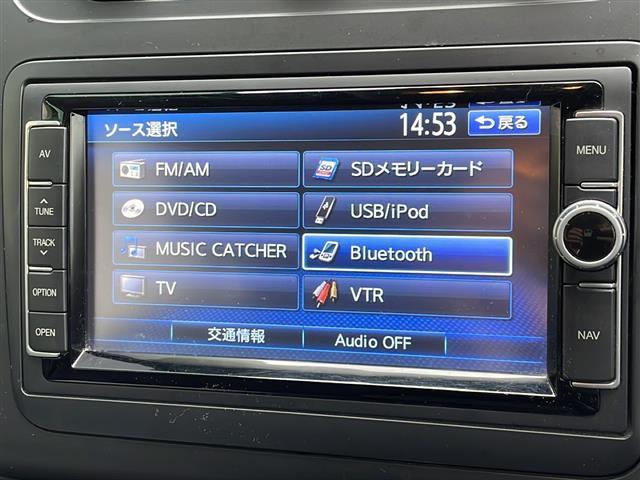 ソース選択
14:53
戻る
FM/AM
SDメモリーカード
DVD/CD
USB/iPod
MUSIC CATCHER
Bluetooth
TV
VTR
交通情報
Audio OFF
AV
TUNE
TRACK
OPTION
OPEN
MENU
NAV